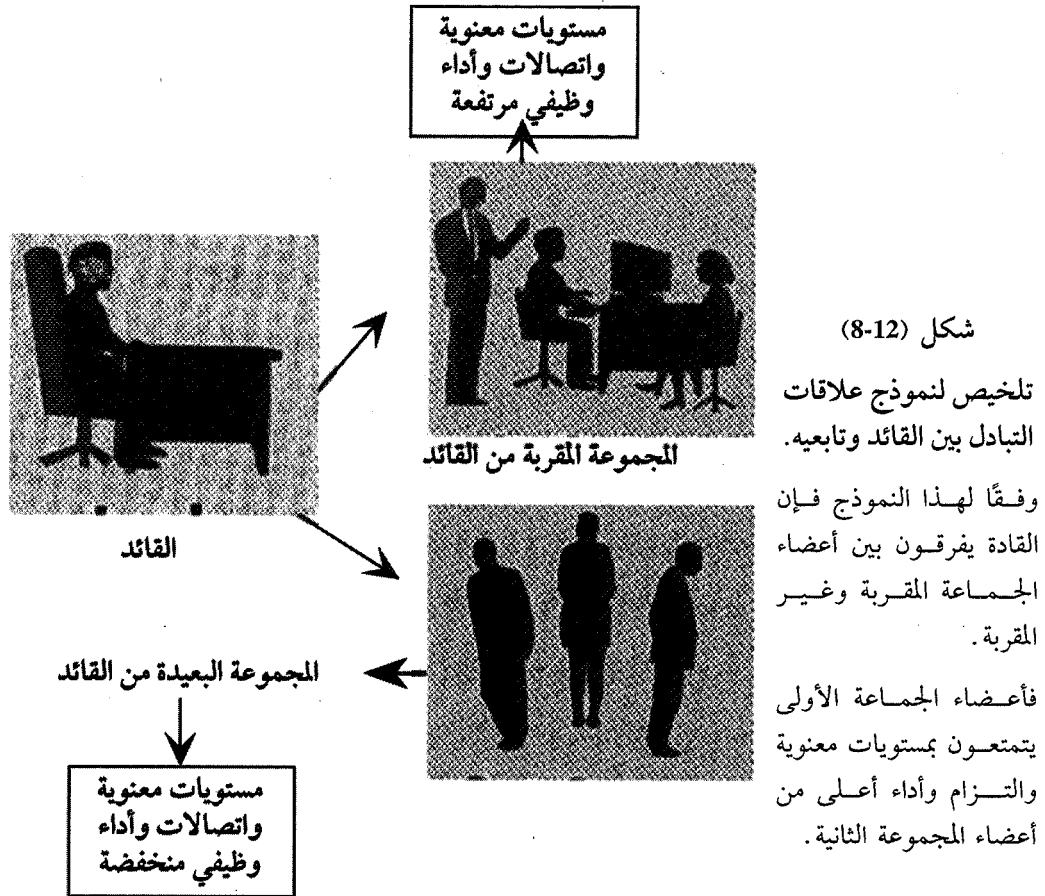 مستويات معنوية
واتصالات وأداء
وظيفي مرتفعة
المجموعة المقربة من القائد
القائد
المجموعة البعيدة من القائد
مستويات معنوية
واتصالات وأداء
وظيفي منخفضة
شكل (12-8)
تلخيص لنموذج علاقات
التبادل بين القائد وتابعيه.
وفقًا لهذا النموذج فإن
القادة يفرقون بين أعضاء
الجماعة المقربة وغير
المقربة.
فأعضاء الجماعة الأولى
يتمتعون بمستويات معنوية
والتزام وأداء أعلى من
أعضاء المجموعة الثانية.